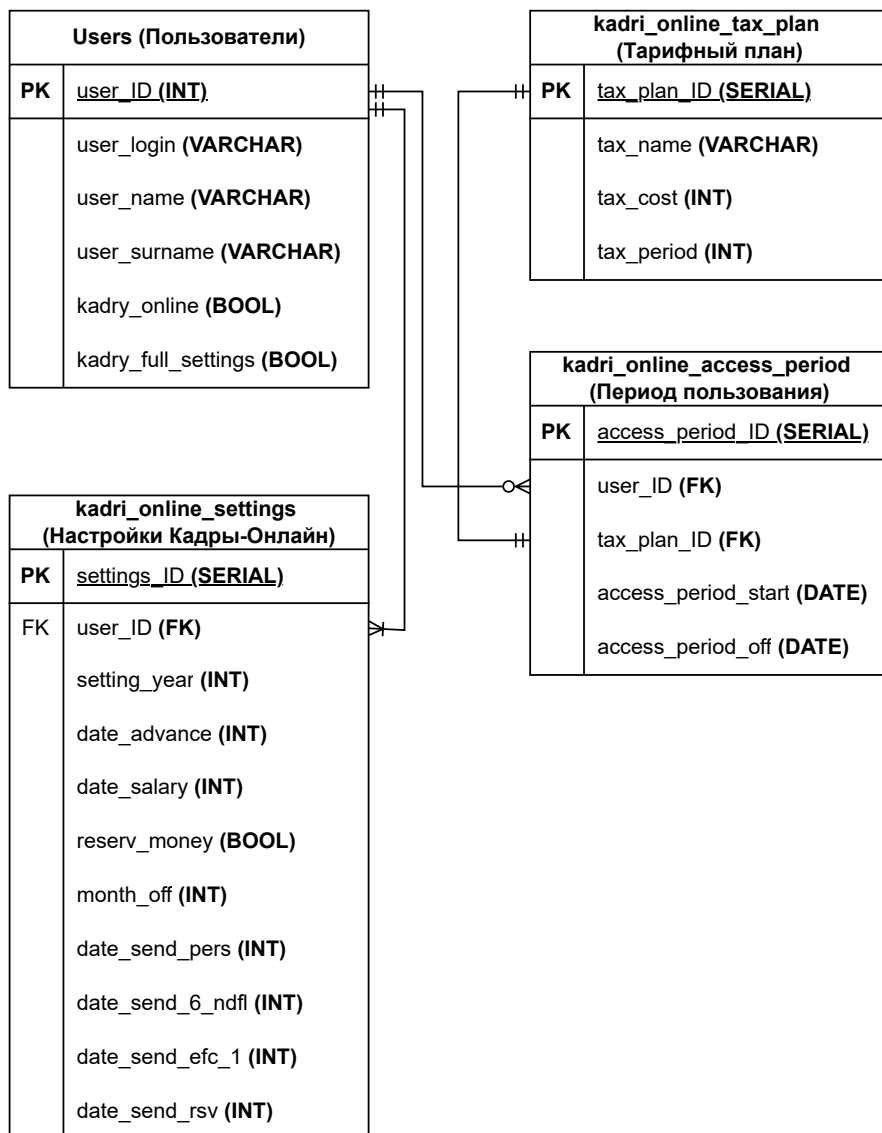 Users (Пользователи)
PK user_ID (INT)
user_login (VARCHAR)
user_name (VARCHAR)
user_surname (VARCHAR)
kadry_online (BOOL)
kadry_full_settings (BOOL)
kadri_online_tax_plan
(Тарифный план)
PK tax_plan_ID (SERIAL)
tax_name (VARCHAR)
tax_cost (INT)
tax_period (INT)
kadri_online_access_period
(Период пользования)
PK access_period_ID (SERIAL)
user_ID (FK)
tax_plan_ID (FK)
access_period_start (DATE)
access_period_off (DATE)
kadri_online_settings
(Настройки Кадры-Онлайн)
PK settings_ID (SERIAL)
FK user_ID (FK)
setting_year (INT)
date_advance (INT)
date_salary (INT)
reserv_money (BOOL)
month_off (INT)
date_send_pers (INT)
date_send_6_ndfl (INT)
date_send_efc_1 (INT)
date_send_rsv (INT)